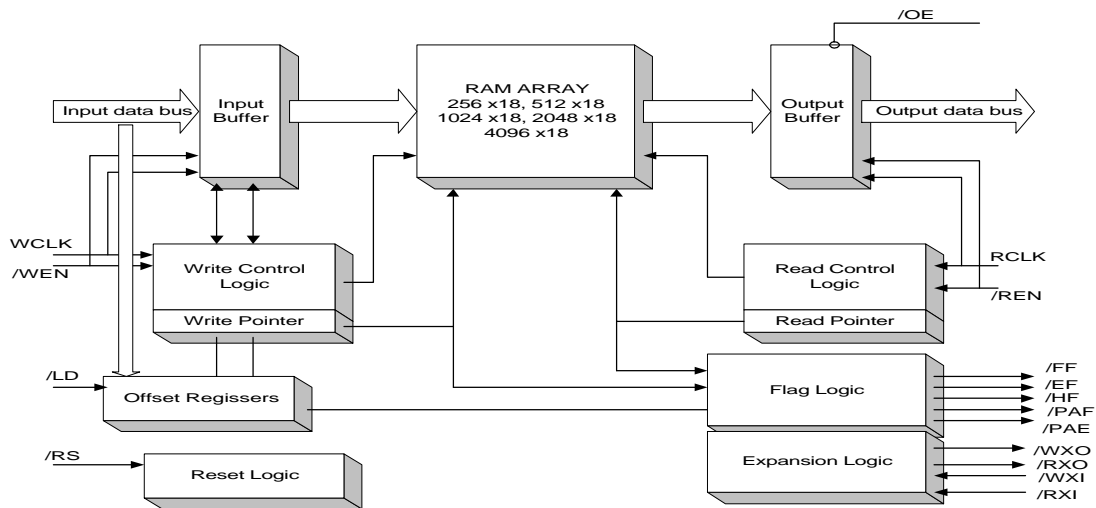 /OE
Input data bus
Input
Buffer
RAM ARRAY
256 x18, 512 x18
1024 x18, 2048 x18
4096 x18
Output
Buffer
Output data bus
WCLK
/WEN
Write Control
Logic
Write Pointer
Read Control
Logic
Read Pointer
RCLK
/REN
/LD
Offset Regissers
Flag Logic
/FF
/EF
/HF
/PAF
/PAE
/RS
Reset Logic
Expansion Logic
/WXO
/RXO
/WXI
/RXI